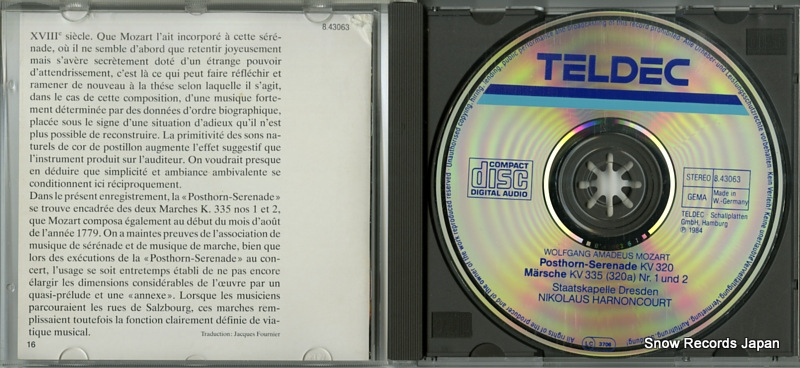 8.43063
XVIIIe siècle. Que Mozart l'ait incorporé à cette séré-
nade, où il ne semble d'abord que retentir joyeusement
mais s'avère secrètement doté d'un étrange pouvoir
d'attendrissement, c'est là ce qui peut faire réfléchir et
ramener de nouveau à la thése selon laquelle il s'agit,
dans le cas de cette composition, d'une musique forte-
ment déterminée par des données d'ordre biographique,
placée sous le signe d'une situation d'adieux qu'il n'est
plus possible de reconstruire. La primitivité des sons na-
turels de cor de postillon augmente l'effet suggestif que
l'instrument produit sur l'auditeur. On voudrait presque
en déduire que simplicité et ambiance ambivalente se
conditionnent ici réciproquement.
Dans le présent enregistrement, la «Posthorn-Serenade»
se trouve encadrée des deux Marches K. 335 nos 1 et 2,
que Mozart composa également au début du mois d'août
de l'année 1779. On a maintes preuves de l'association de
musique de sérénade et de musique de marche, bien que
lors des exécutions de la «Posthorn-Serenade» au con-
cert, l'usage se soit entretemps établi de ne pas encore
élargir les dimensions considérables de l'œuvre par un
quasi-prélude et une «annexe». Lorsque les musiciens
parcouraient les rues de Salzbourg, ces marches rem-
plissaient toutefois la fonction clairement définie de via-
tique musical.
Traduction: Jacques Fournier
16
TELDEC
COMPACT
disc
DIGITAL AUDIO
STEREO 8.43063
GEMA Made in
W.-Germany
TELDEC Schallplatten
GmbH, Hamburg
℗ 1984
WOLFGANG AMADEUS MOZART
Posthorn-Serenade KV 320
Märsche KV 335 (320a) Nr. 1 und 2
Staatskapelle Dresden
NIKOLAUS HARNONCOURT
LC 3706
Snow Records Japan